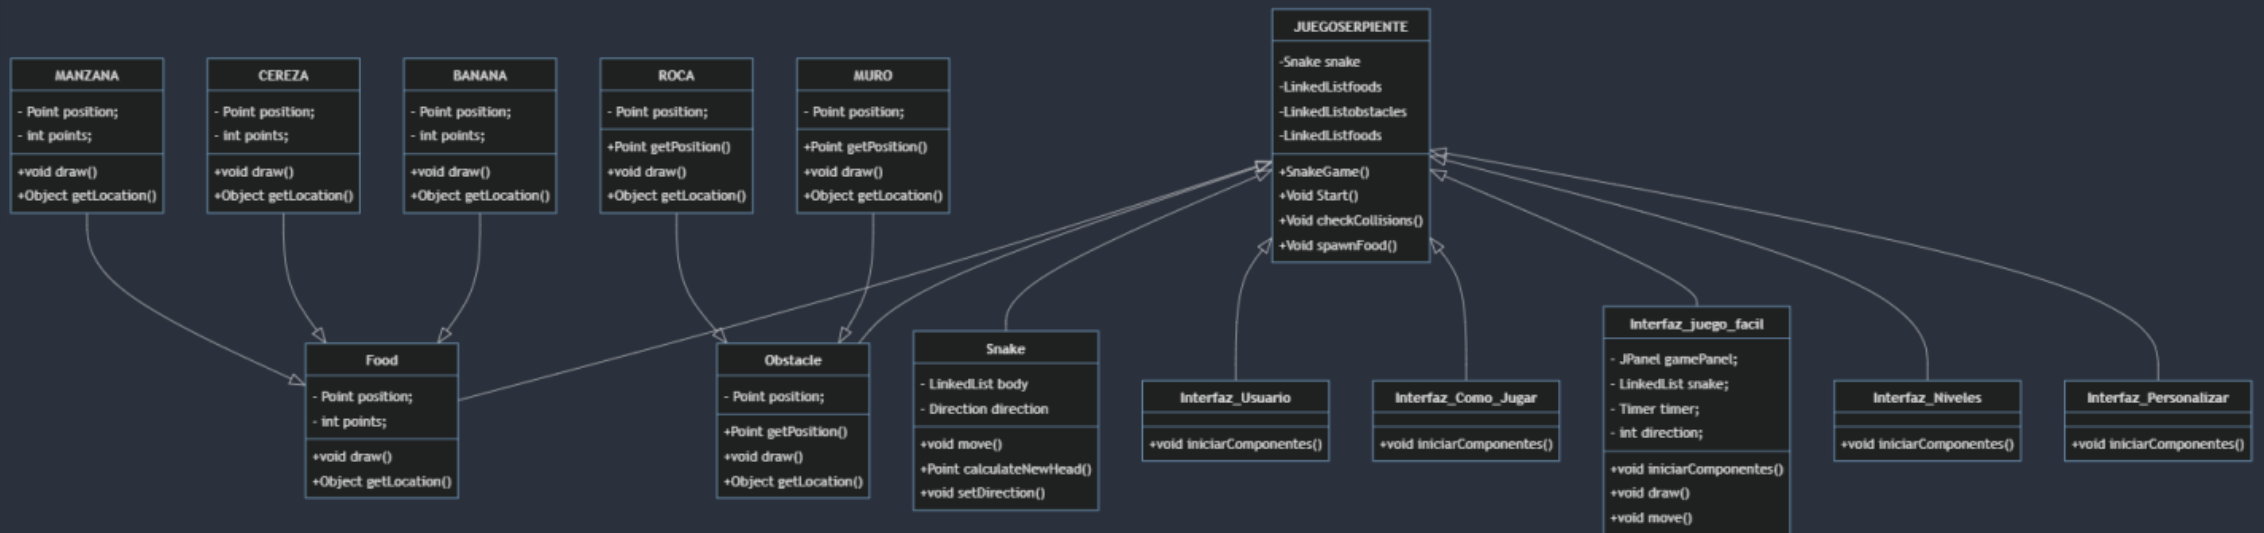 MANZANA
- Point position;
- int points;
+void draw()
+Object getLocation()
CEREZA
- Point position;
- int points;
+void draw()
+Object getLocation()
BANANA
- Point position;
- int points;
+void draw()
+Object getLocation()
ROCA
- Point position;
+Point getPosition()
+void draw()
+Object getLocation()
MURO
- Point position;
+Point getPosition()
+void draw()
+Object getLocation()
JUEGOSERPIENTE
-Snake snake
-LinkedListfoods
-LinkedListobstacles
-LinkedListfoods
+SnakeGame()
+Void Start()
+Void checkCollisions()
+Void spawnFood()
Food
- Point position;
- int points;
+void draw()
+Object getLocation()
Obstacle
- Point position;
+Point getPosition()
+void draw()
+Object getLocation()
Snake
- LinkedList body
- Direction direction
+void move()
+Point calculateNewHead()
+void setDirection()
Interfaz_Usuario
+void iniciarComponentes()
Interfaz_Como_Jugar
+void iniciarComponentes()
Interfaz_juego_facil
- JPanel gamePanel;
- LinkedList snake;
- Timer timer;
- int direction;
+void iniciarComponentes()
+void draw()
+void move()
Interfaz_Niveles
+void iniciarComponentes()
Interfaz_Personalizar
+void iniciarComponentes()